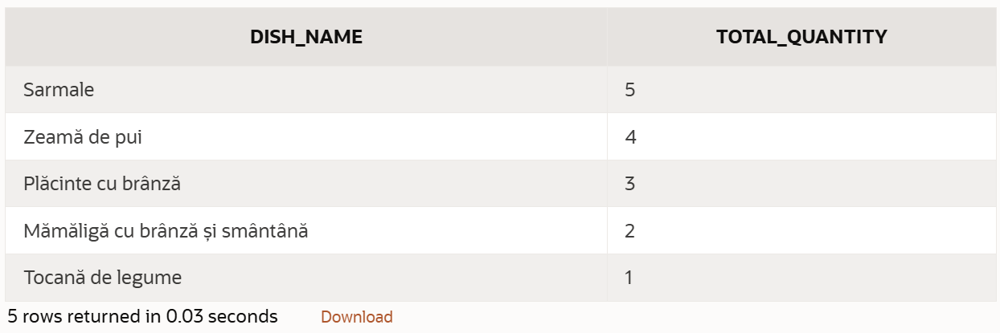 DISH_NAME TOTAL_QUANTITY
Sarmale 5
Zeamă de pui 4
Plăcinte cu brânză 3
Mămăligă cu brânză și smântână 2
Tocană de legume 1
5 rows returned in 0.03 seconds Download